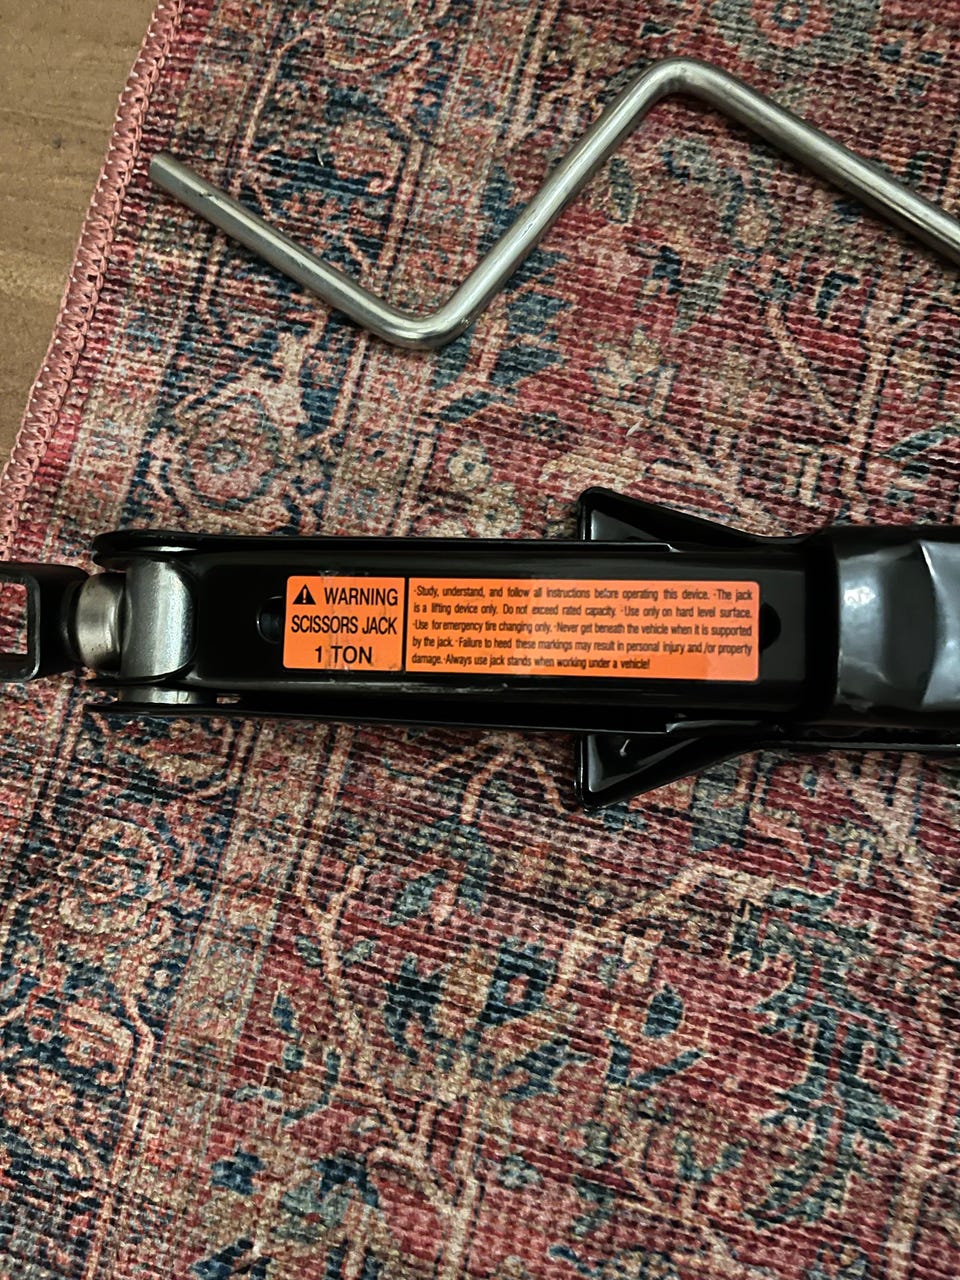 WARNING
SCISSORS JACK
1 TON
·Study, understand, and follow all instructions before operating this device. ·The jack
is a lifting device only. Do not exceed rated capacity. ·Use only on hard level surface.
·Use for emergency tire changing only. ·Never get beneath the vehicle when it is supported
by the jack. ·Failure to heed these markings may result in personal injury and /or property
damage. ·Always use jack stands when working under a vehicle!